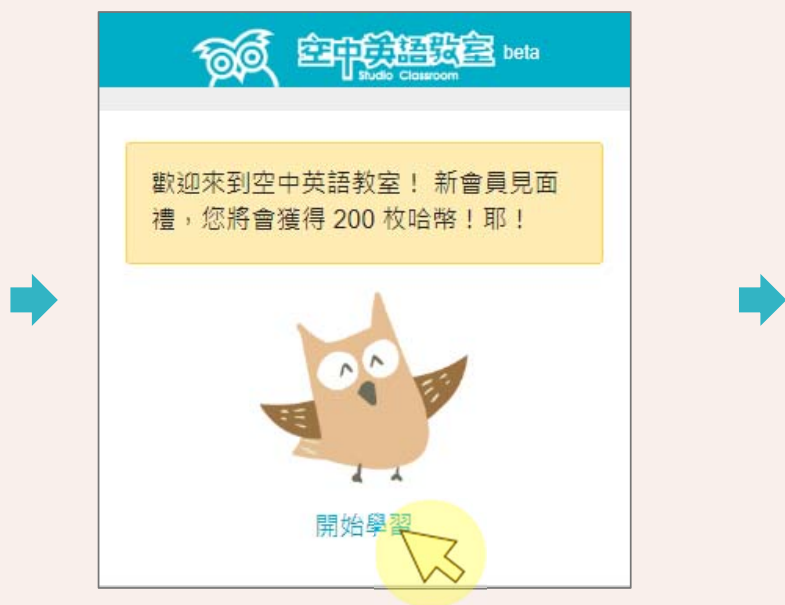 空中英語教室 beta
Studio Classroom
歡迎來到空中英語教室！ 新會員見面
禮，您將會獲得 200 枚哈幣！耶！
開始學習